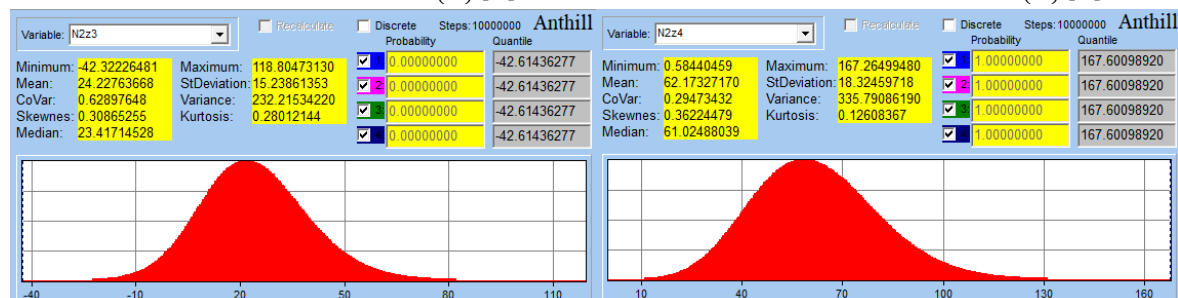 Variable: N2z3 Recalculate Discrete Steps:10000000 Anthill
Probability Quantile
Minimum: -42.32226481 Maximum: 118.80473130 1 0.00000000 -42.61436277
Mean: 24.22763668 StDeviation: 15.23861353 2 0.00000000 -42.61436277
CoVar: 0.62897648 Variance: 232.21534220 3 0.00000000 -42.61436277
Skewnes: 0.30865255 Kurtosis: 0.28012144 0.00000000 -42.61436277
Median: 23.41714528
-40 -10 20 50 80 110
Variable: N2z4 Recalculate Discrete Steps:10000000 Anthill
Probability Quantile
Minimum: 0.58440459 Maximum: 167.26499480 1 1.00000000 167.60098920
Mean: 62.17327170 StDeviation: 18.32459718 2 1.00000000 167.60098920
CoVar: 0.29473432 Variance: 335.79086190 3 1.00000000 167.60098920
Skewnes: 0.36224479 Kurtosis: 0.12608367 1.00000000 167.60098920
Median: 61.02488039
10 40 70 100 130 160